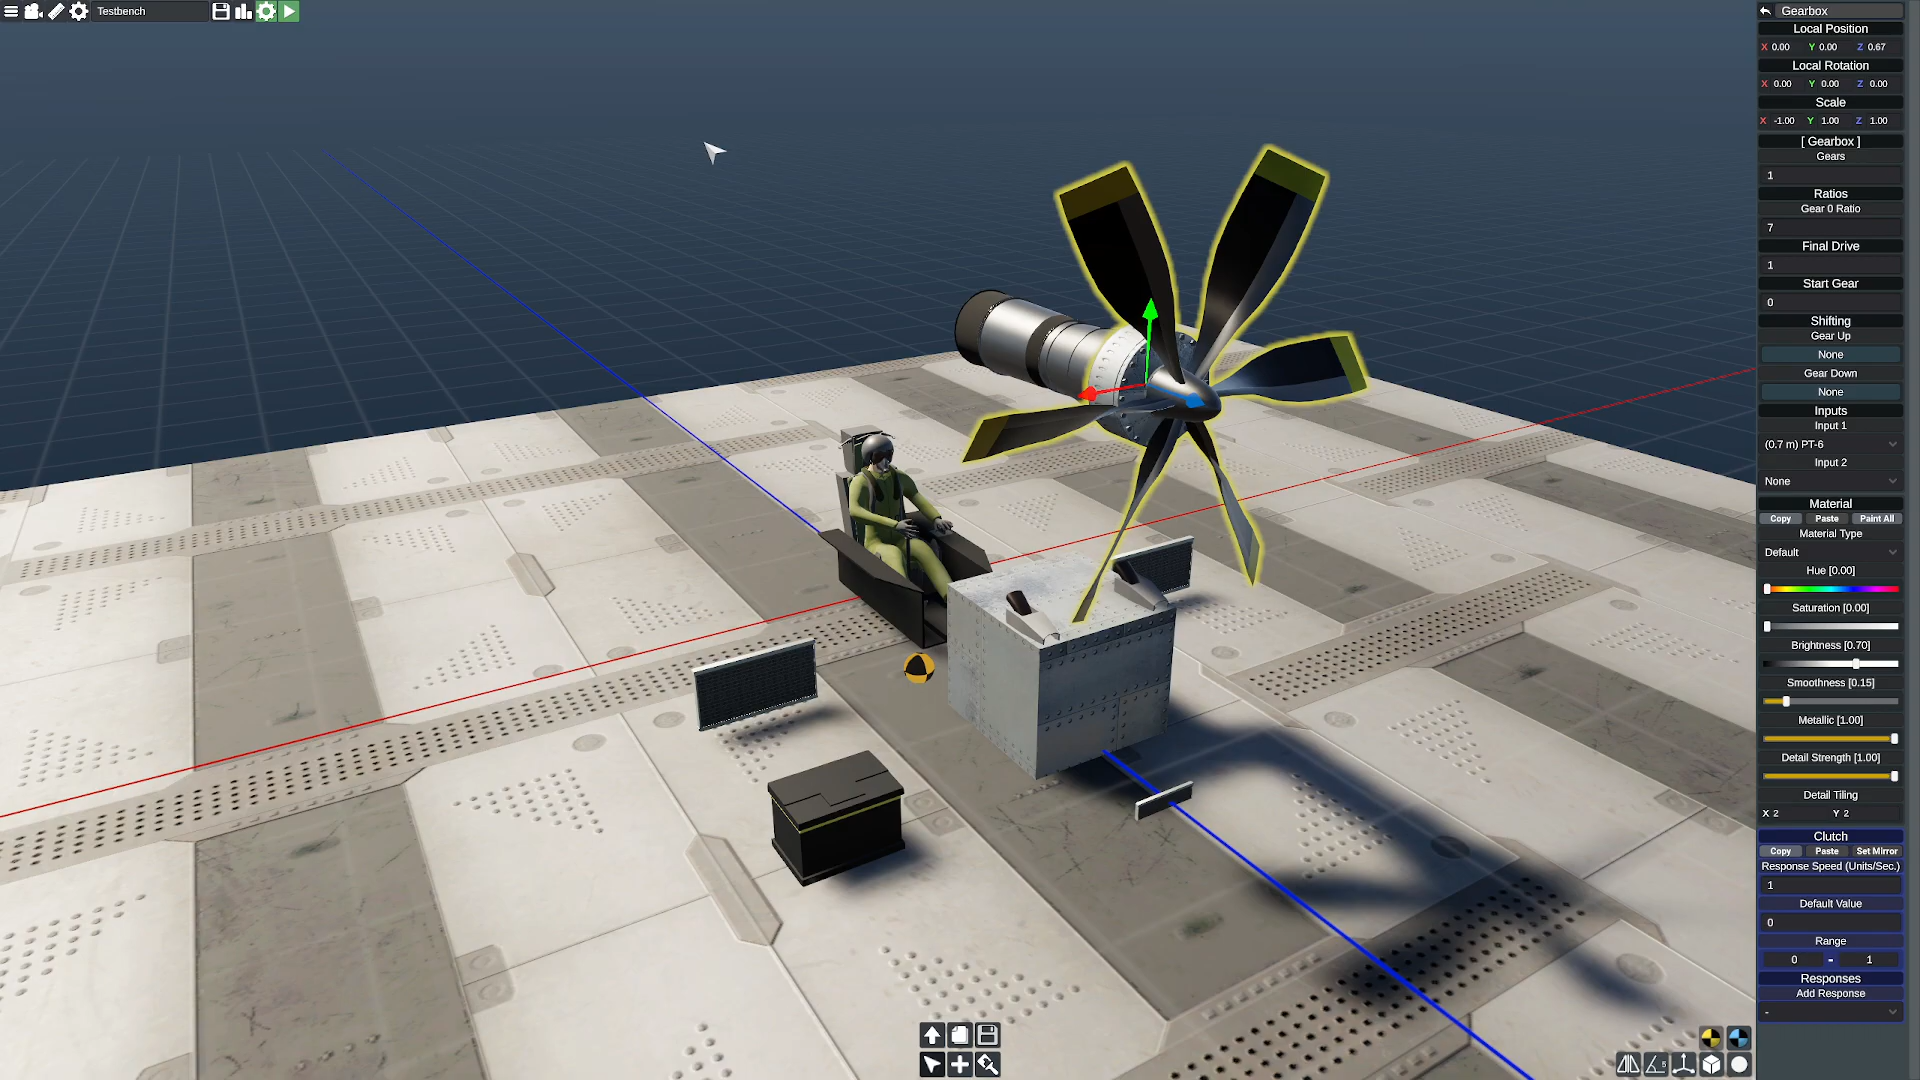 Testbench
Gearbox
Local Position
X 0.00 Y 0.00 Z 0.67
Local Rotation
X 0.00 Y 0.00 Z 0.00
Scale
X -1.00 Y 1.00 Z 1.00
[ Gearbox ]
Gears
1
Ratios
Gear 0 Ratio
7
Final Drive
1
Start Gear
0
Shifting
Gear Up
None
Gear Down
None
Inputs
Input 1
(0.7 m) PT-6
Input 2
None
Material
Copy Paste Paint All
Material Type
Default
Hue [0.00]
Saturation [0.00]
Brightness [0.70]
Smoothness [0.15]
Metallic [1.00]
Detail Strength [1.00]
Detail Tiling
X 2 Y 2
Clutch
Copy Paste Set Mirror
Response Speed (Units/Sec.)
1
Default Value
0
Range
0 - 1
Responses
Add Response
-